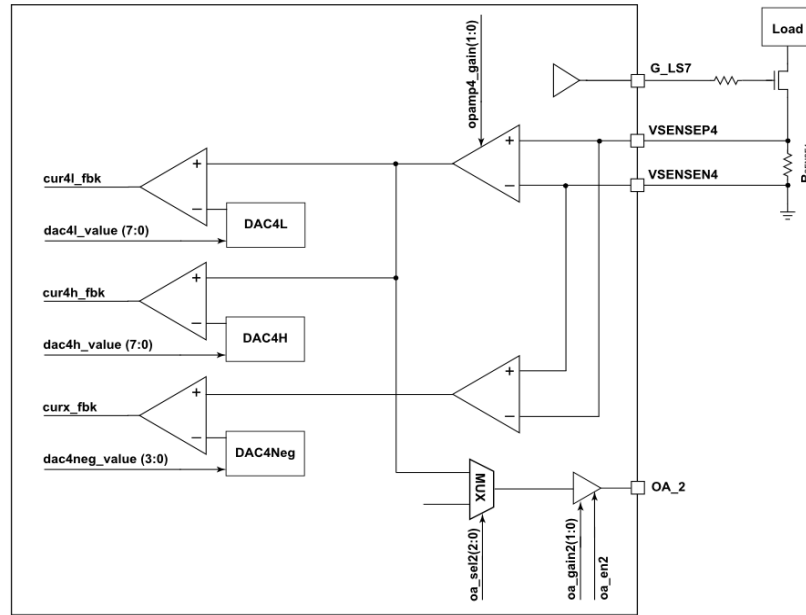 Load
G_LS7
opamp4_gain(1:0)
VSENSEP4
VSENSEN4
+
−
+
−
cur4l_fbk
DAC4L
dac4l_value (7:0)
+
−
cur4h_fbk
DAC4H
dac4h_value (7:0)
+
−
+
−
curx_fbk
DAC4Neg
dac4neg_value (3:0)
MUX
OA_2
oa_sel2(2:0)
oa_gain2(1:0)
oa_en2